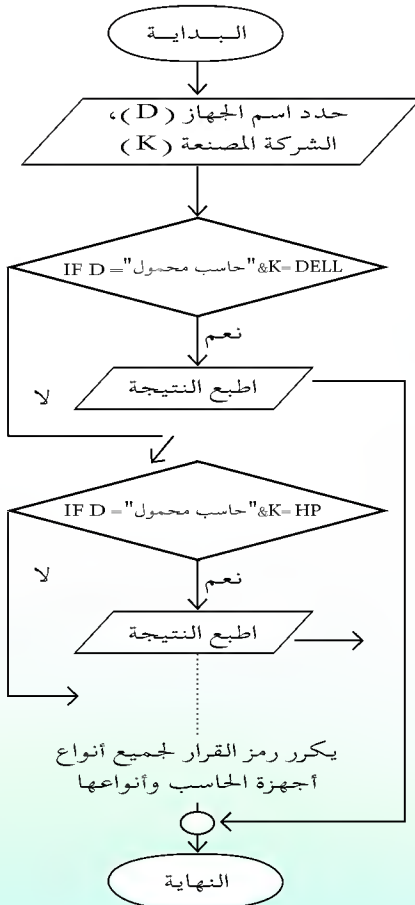 البـدايـة
حدد اسم الجهاز ( D )،
الشركة المصنعة ( K )
IF D ="حاسب محمول"&K= DELL
نعم
لا
اطبع النتيجة
IF D ="حاسب محمول"&K= HP
لا
نعم
اطبع النتيجة
يكرر رمز القرار لجميع أنواع
أجهزة الحاسب وأنواعها
النهاية